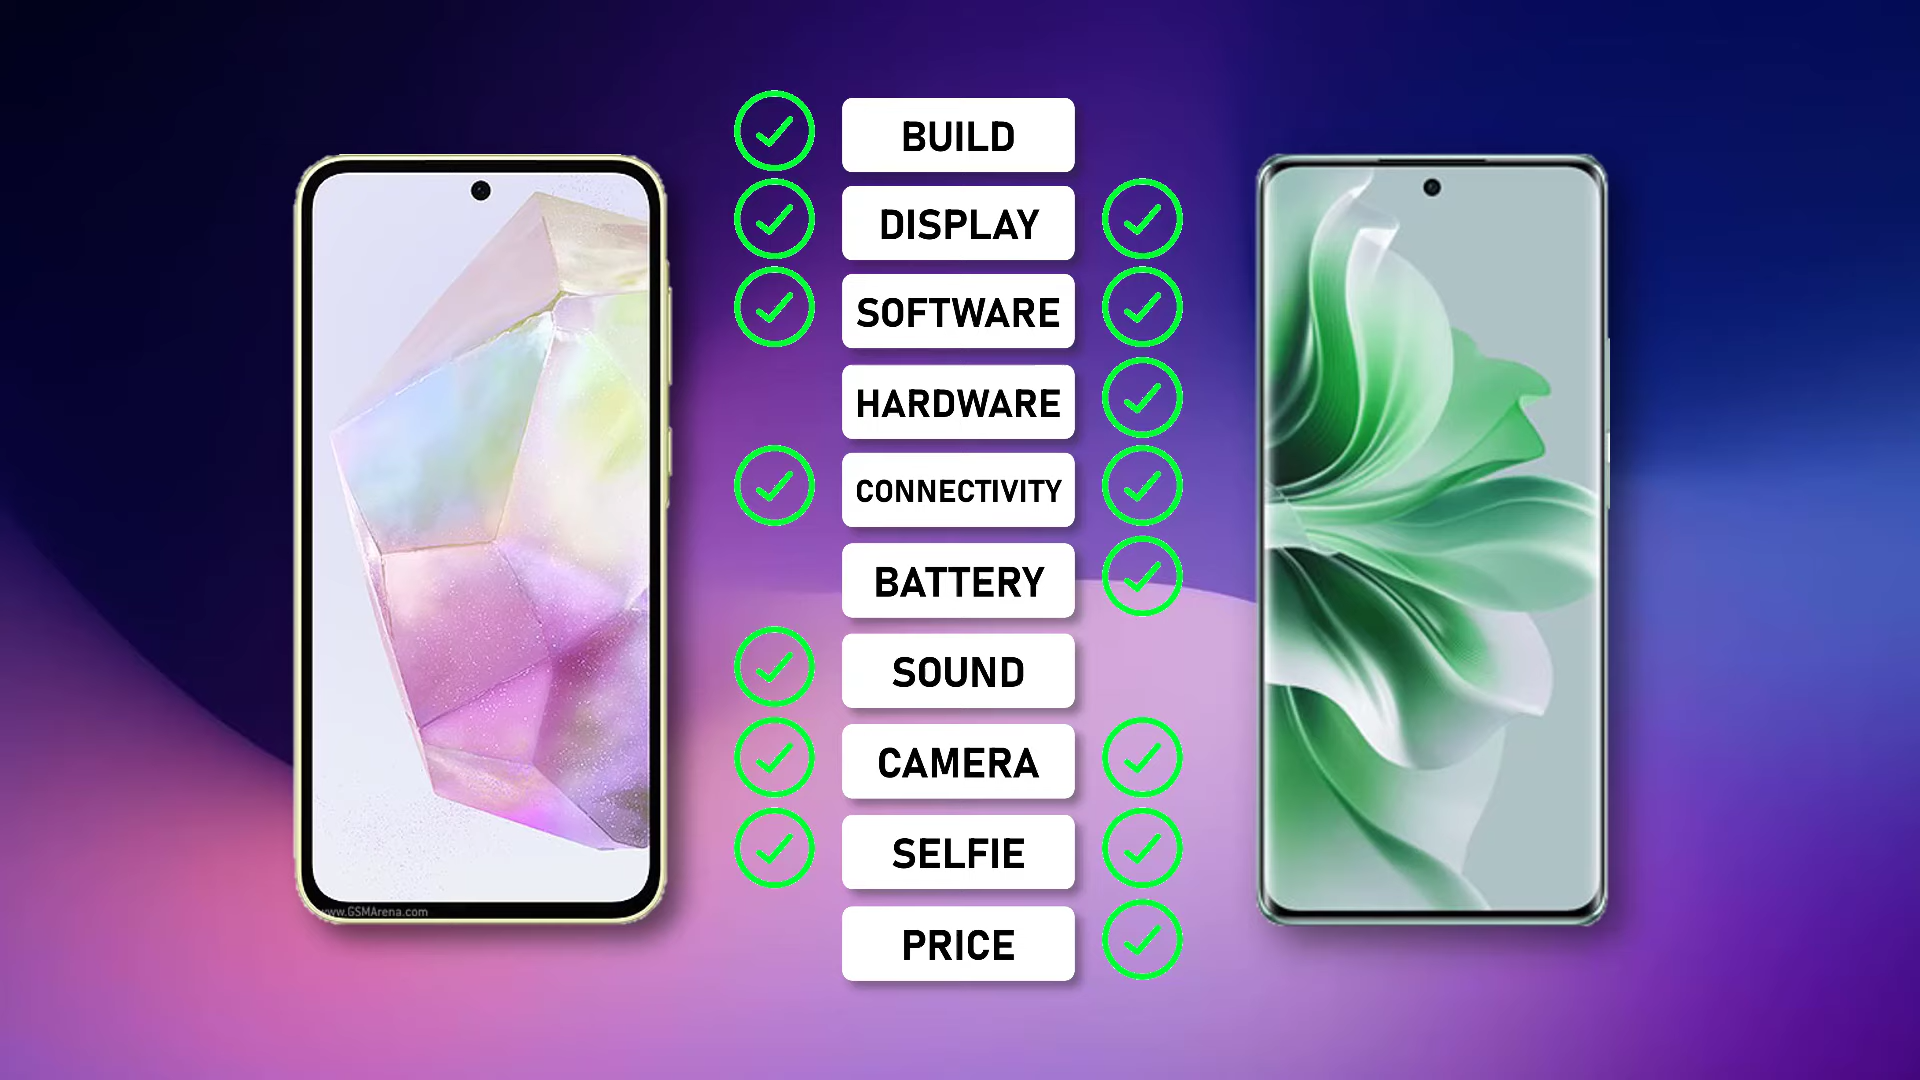 BUILD
DISPLAY
SOFTWARE
HARDWARE
CONNECTIVITY
BATTERY
SOUND
CAMERA
SELFIE
www.GSMArena.com
PRICE